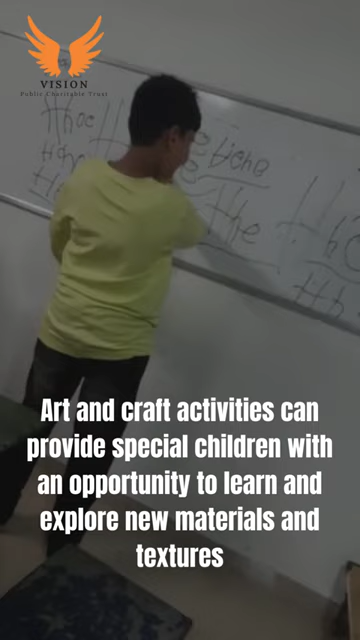 VISION
Public Charitable Trust
The
Art and craft activities can
provide special children with
an opportunity to learn and
explore new materials and
textures